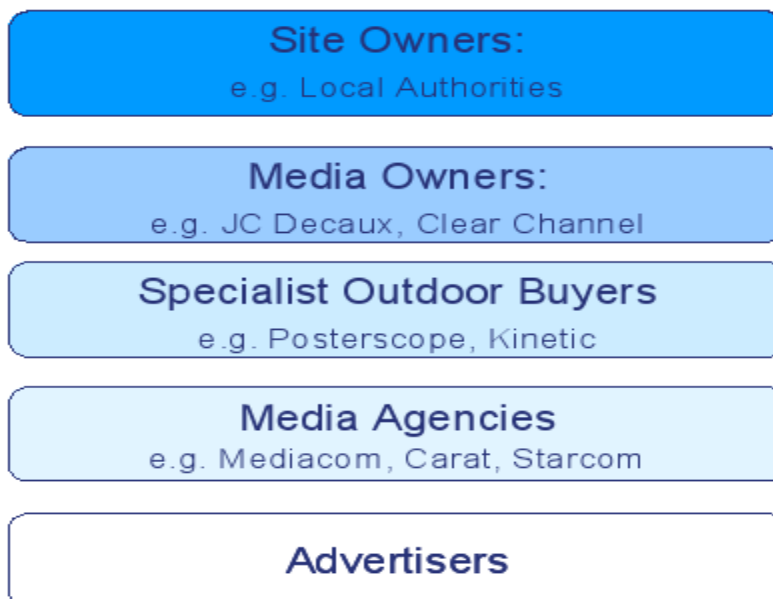 Site Owners:
e.g. Local Authorities
Media Owners:
e.g. JC Decaux, Clear Channel
Specialist Outdoor Buyers
e.g. Posterscope, Kinetic
Media Agencies
e.g. Mediacom, Carat, Starcom
Advertisers